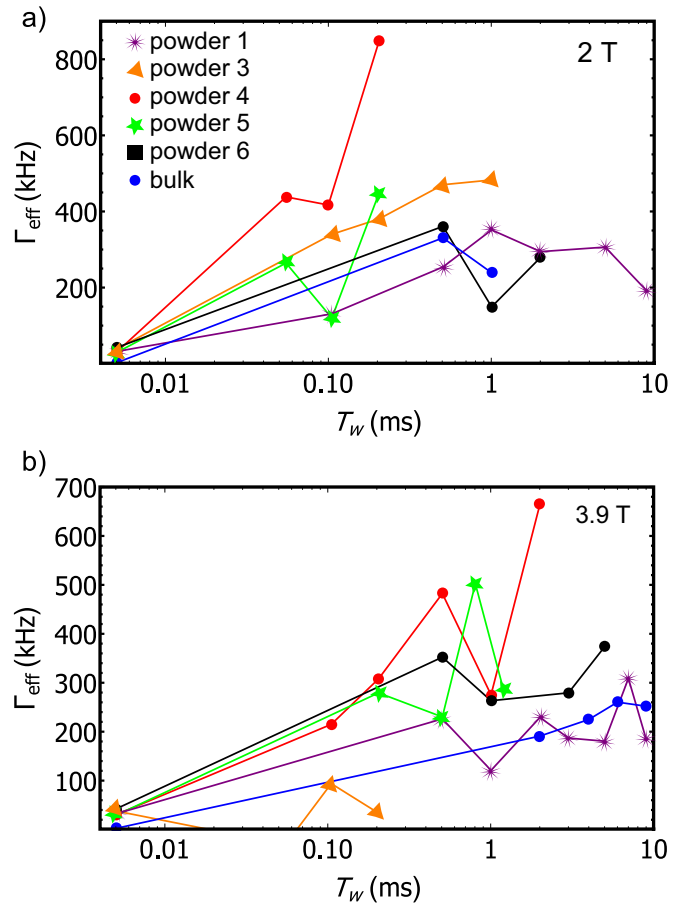 a)
powder 1
powder 3
powder 4
powder 5
powder 6
bulk
2 T
Γeff (kHz)
800
600
400
200
0.01
0.10
1
10
Tw (ms)
b)
3.9 T
Γeff (kHz)
700
600
500
400
300
200
100
0.01
0.10
1
10
Tw (ms)